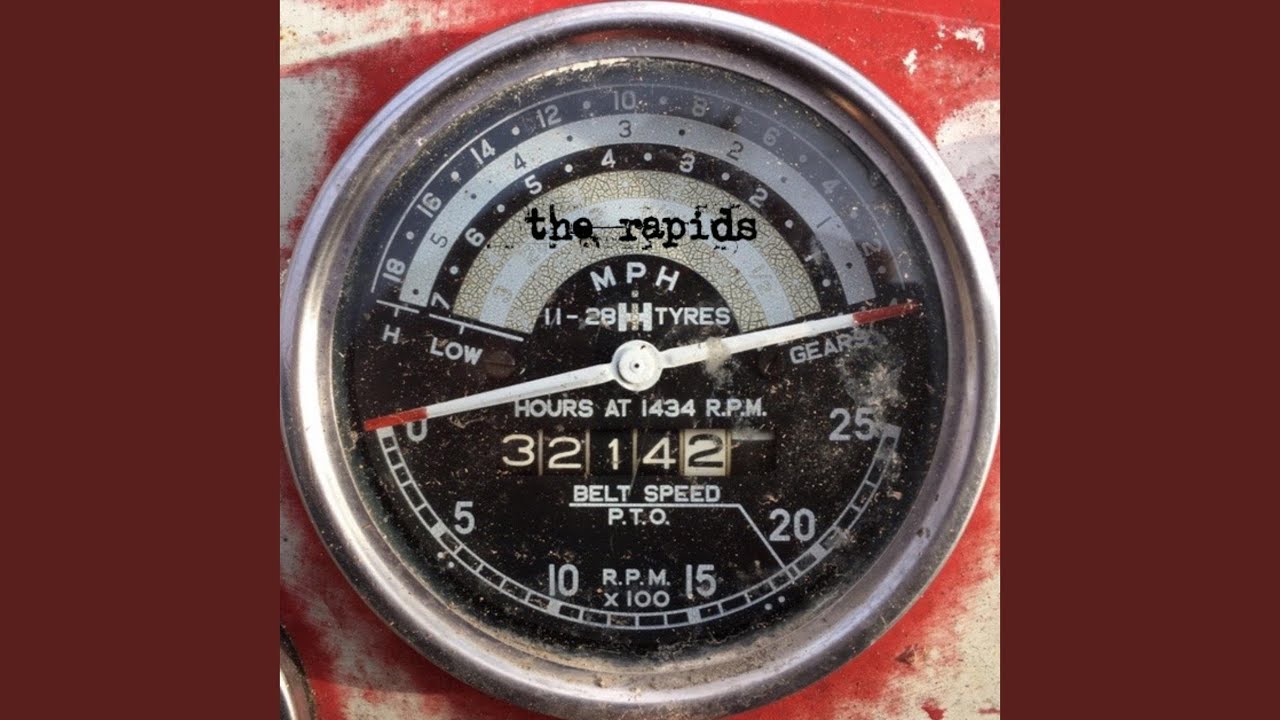 18 16 14 12 10 8 6 4 2
5 4 3 2 1
7 6 5 4 3 2 1
the rapids
MPH
11-28 TYRES
H
LOW
GEARS
HOURS AT 1434 R.P.M.
32142
BELT SPEED
P.T.O.
0 5 10 15 20 25
R.P.M.
X 100